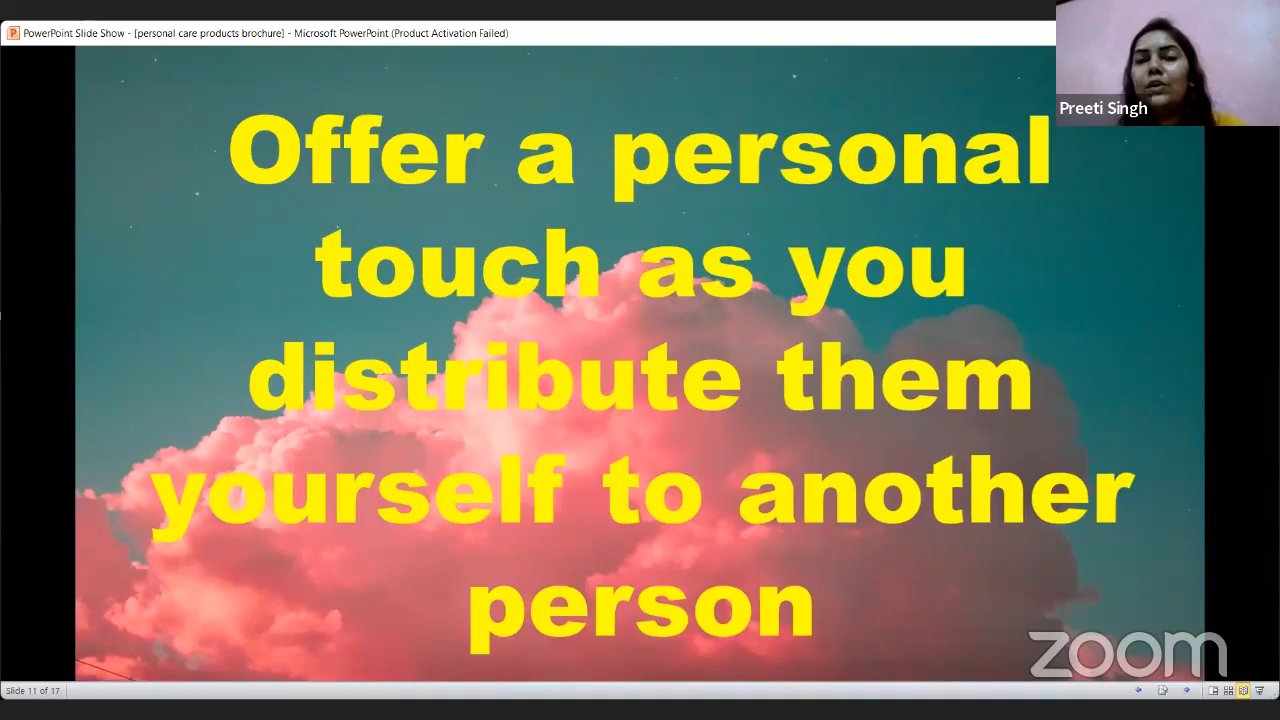 PowerPoint Slide Show - [personal care products brochure] - Microsoft PowerPoint (Product Activation Failed)
Preeti Singh
Offer a personal
touch as you
distribute them
yourself to another
person
zoom
Slide 11 of 17